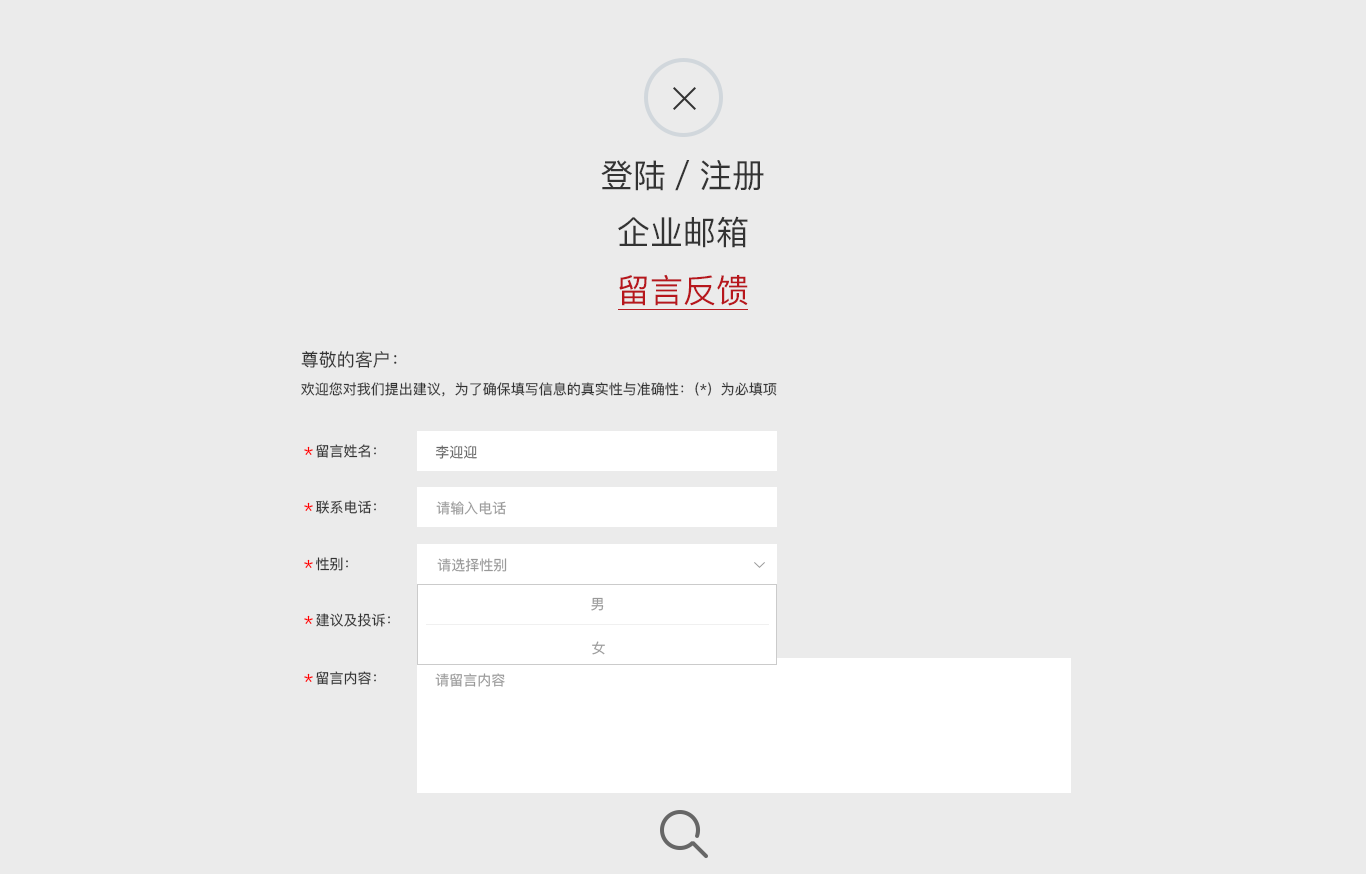 登陆 / 注册
企业邮箱
留言反馈
尊敬的客户：
欢迎您对我们提出建议，为了确保填写信息的真实性与准确性：（*）为必填项
*留言姓名： 李迎迎
*联系电话： 请输入电话
*性别： 请选择性别
男
*建议及投诉：
女
*留言内容： 请留言内容